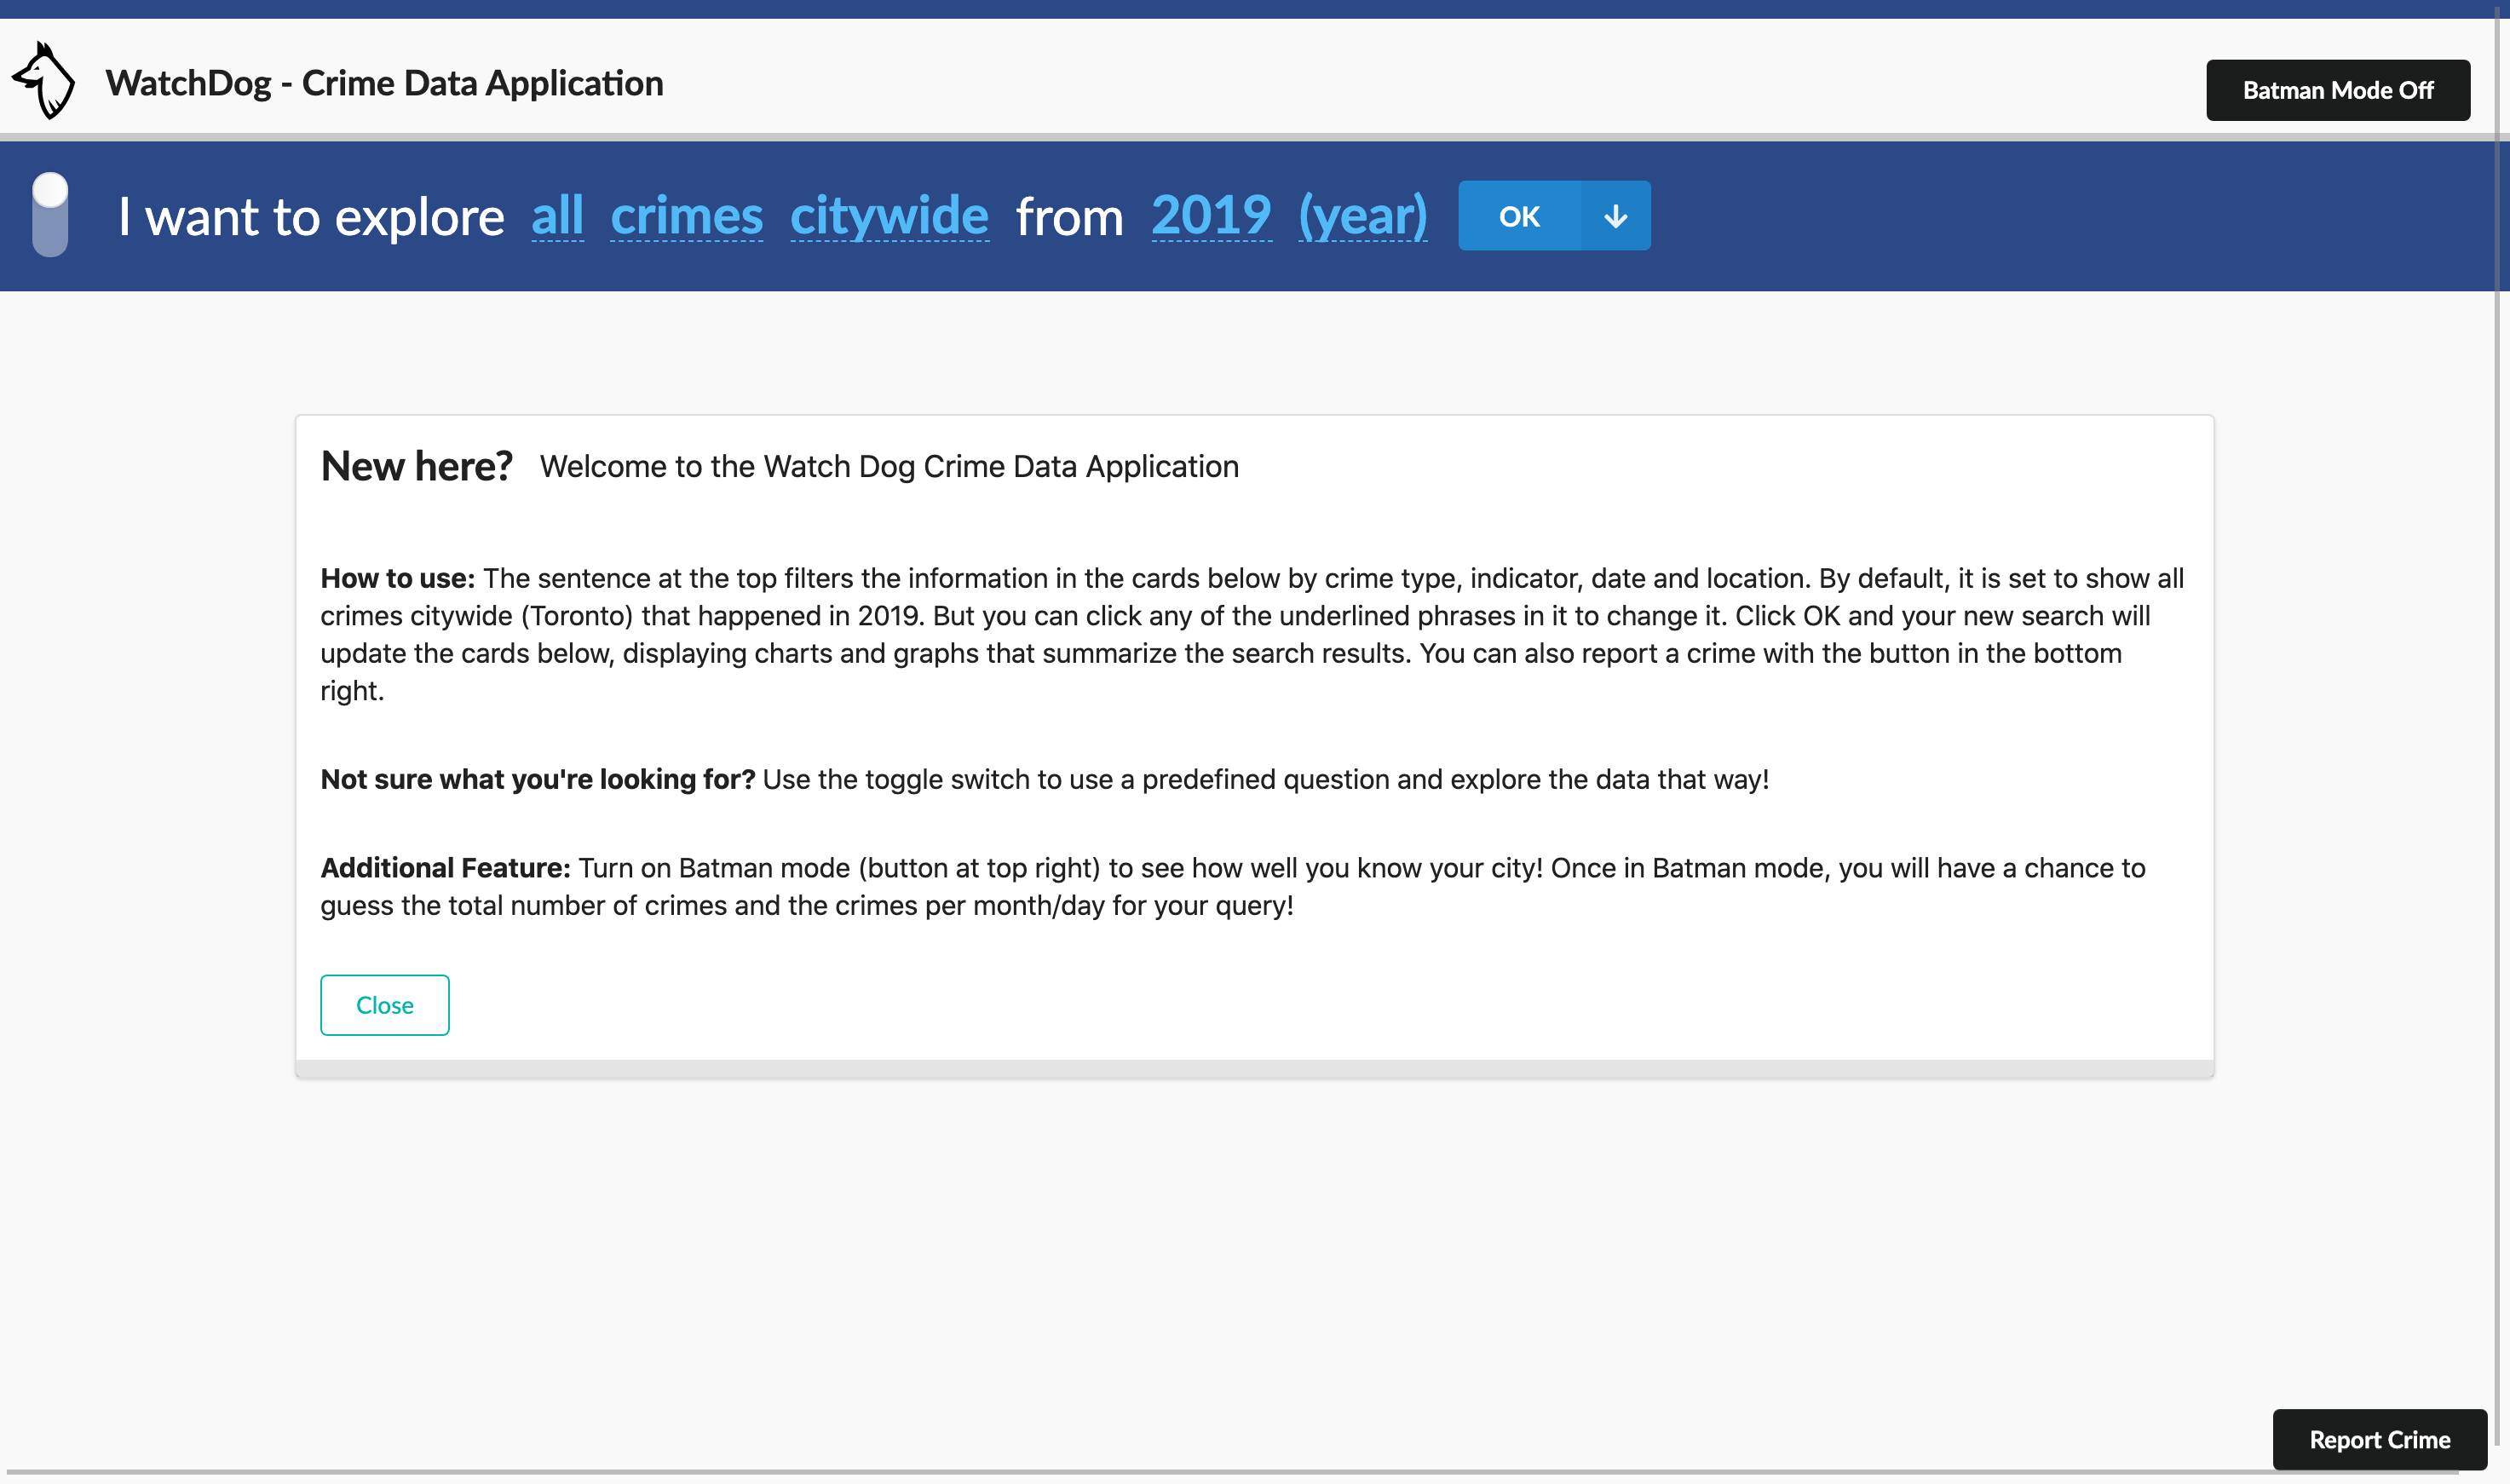 WatchDog - Crime Data Application
Batman Mode Off
I want to explore all crimes citywide from 2019 (year) OK
New here? Welcome to the Watch Dog Crime Data Application
How to use: The sentence at the top filters the information in the cards below by crime type, indicator, date and location. By default, it is set to show all
crimes citywide (Toronto) that happened in 2019. But you can click any of the underlined phrases in it to change it. Click OK and your new search will
update the cards below, displaying charts and graphs that summarize the search results. You can also report a crime with the button in the bottom
right.
Not sure what you're looking for? Use the toggle switch to use a predefined question and explore the data that way!
Additional Feature: Turn on Batman mode (button at top right) to see how well you know your city! Once in Batman mode, you will have a chance to
guess the total number of crimes and the crimes per month/day for your query!
Close
Report Crime